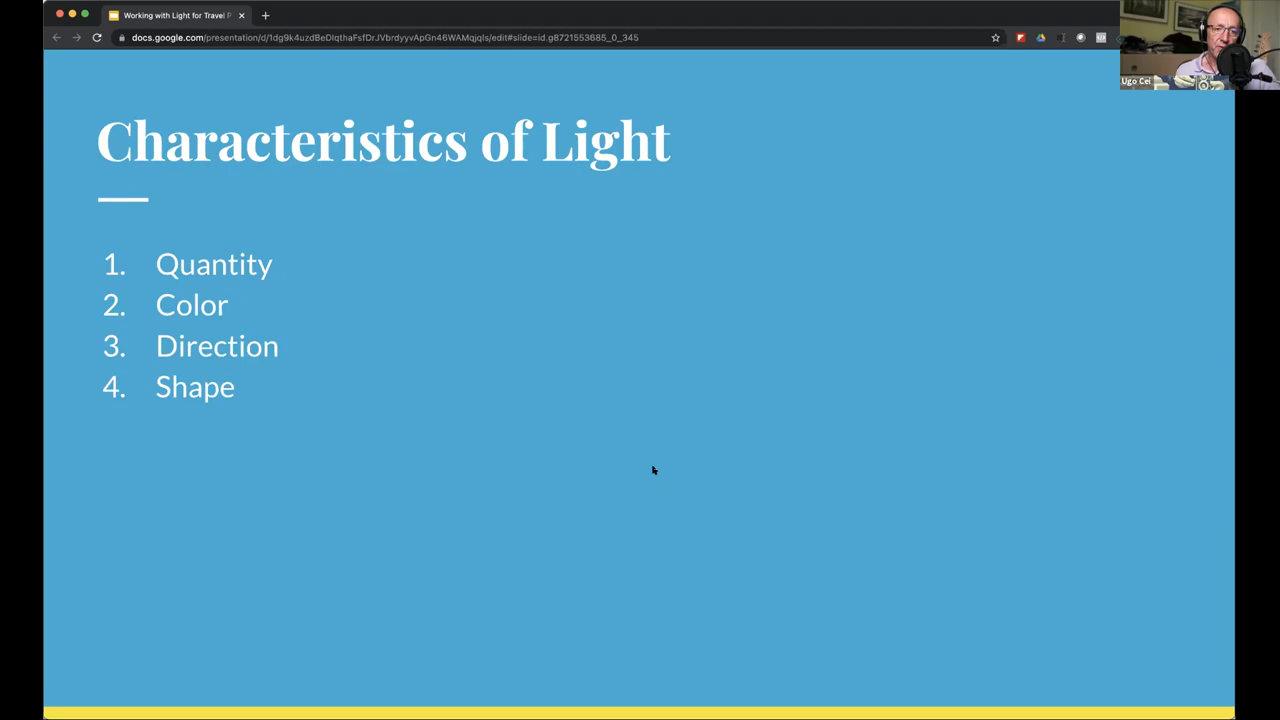 Working with Light for Travel P
docs.google.com/presentation/d/1dg9k4uzdBeDlqthaFsfDrJVbrdyyvApGn46WAMqjqls/edit#slide=id.g8721553685_0_345
Ugo Cei
Characteristics of Light
1. Quantity
2. Color
3. Direction
4. Shape